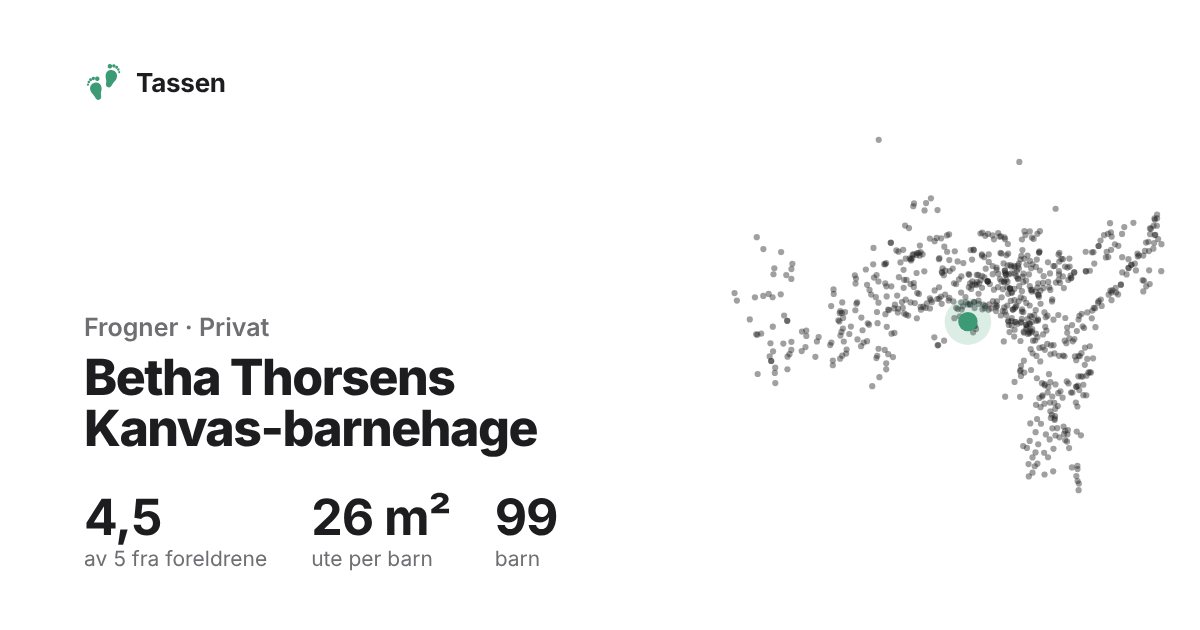 Tassen
Frogner · Privat
Betha Thorsens
Kanvas-barnehage
4,5
av 5 fra foreldrene
26 m²
ute per barn
99
barn